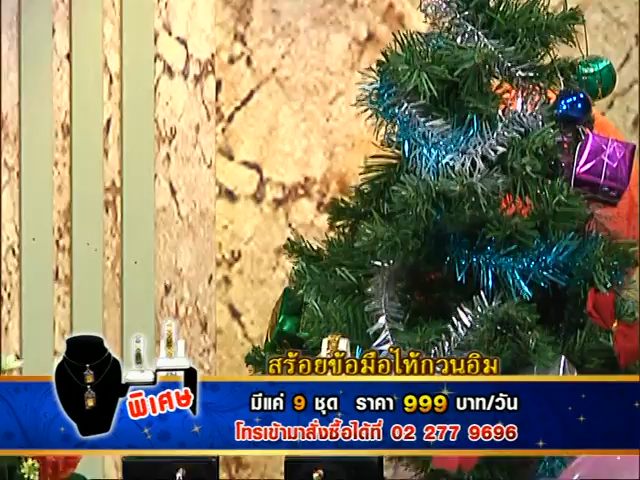 สร้อยข้อมือไท้กวนอิม
พิเศษ
มีแค่ 9 ชุด ราคา 999 บาท/วัน
โทรเข้ามาสั่งซื้อได้ที่ 02 277 9696